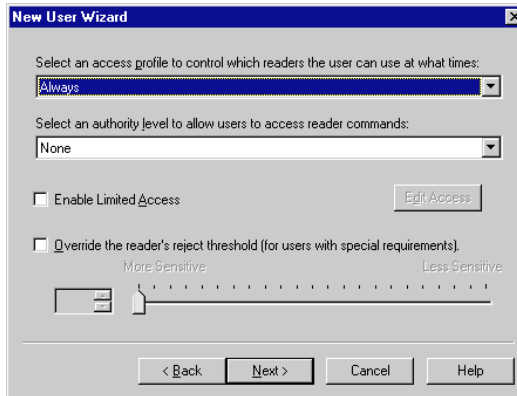 New User Wizard
Select an access profile to control which readers the user can use at what times:
Always
Select an authority level to allow users to access reader commands:
None
Enable Limited Access
Edit Access
Override the reader's reject threshold (for users with special requirements).
More Sensitive Less Sensitive
< Back Next > Cancel Help